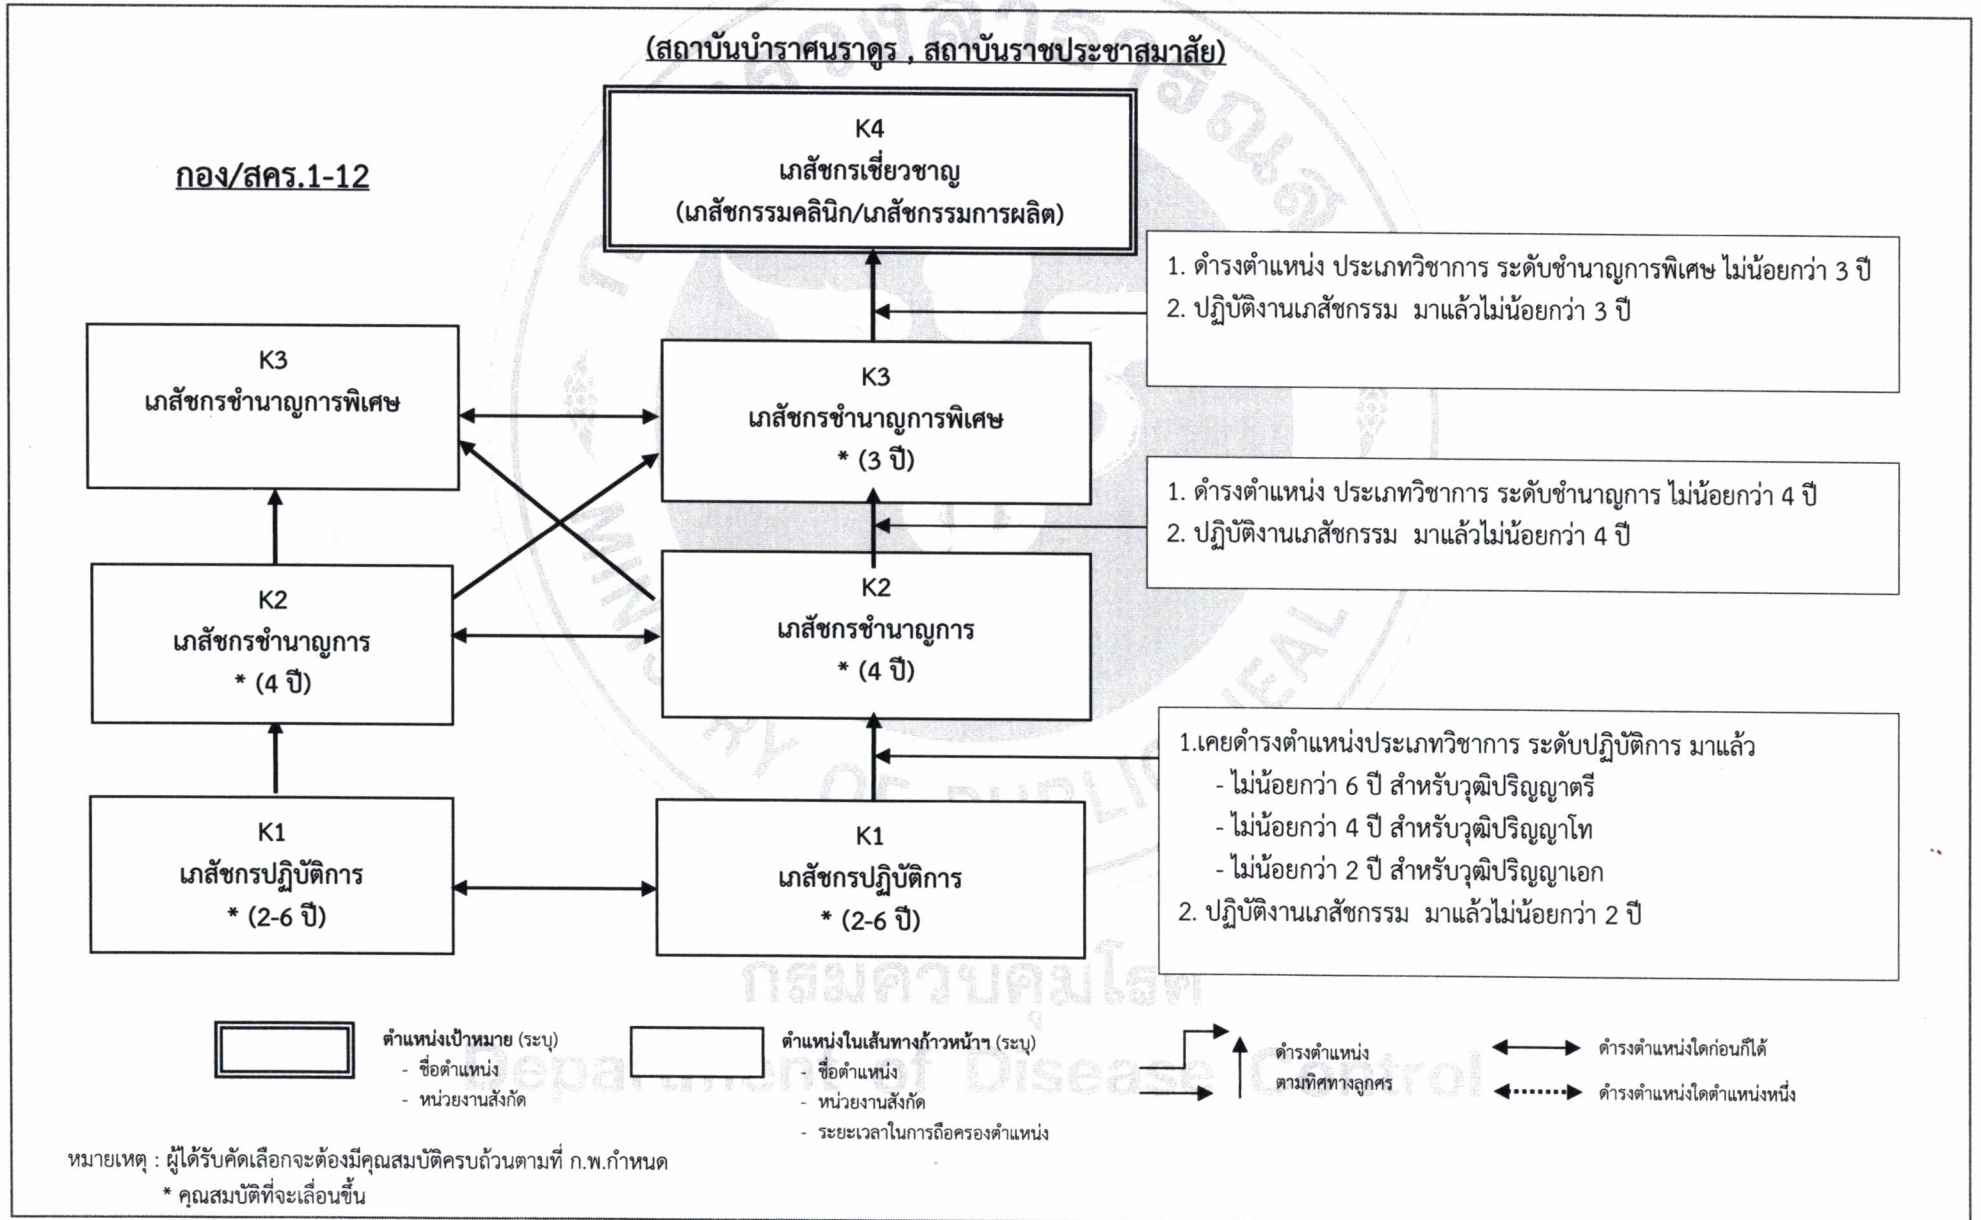 (สถาบันบำราศนราดูร , สถาบันราชประชาสมาสัย)
K4
เภสัชกรเชี่ยวชาญ
(เภสัชกรรมคลินิก/เภสัชกรรมการผลิต)
กอง/สคร.1-12
1. ดำรงตำแหน่ง ประเภทวิชาการ ระดับชำนาญการพิเศษ ไม่น้อยกว่า 3 ปี
2. ปฏิบัติงานเภสัชกรรม มาแล้วไม่น้อยกว่า 3 ปี
K3
เภสัชกรชำนาญการพิเศษ
K3
เภสัชกรชำนาญการพิเศษ
* (3 ปี)
1. ดำรงตำแหน่ง ประเภทวิชาการ ระดับชำนาญการ ไม่น้อยกว่า 4 ปี
2. ปฏิบัติงานเภสัชกรรม มาแล้วไม่น้อยกว่า 4 ปี
K2
เภสัชกรชำนาญการ
* (4 ปี)
K2
เภสัชกรชำนาญการ
* (4 ปี)
1.เคยดำรงตำแหน่งประเภทวิชาการ ระดับปฏิบัติการ มาแล้ว
- ไม่น้อยกว่า 6 ปี สำหรับวุฒิปริญญาตรี
- ไม่น้อยกว่า 4 ปี สำหรับวุฒิปริญญาโท
- ไม่น้อยกว่า 2 ปี สำหรับวุฒิปริญญาเอก
2. ปฏิบัติงานเภสัชกรรม มาแล้วไม่น้อยกว่า 2 ปี
K1
เภสัชกรปฏิบัติการ
* (2-6 ปี)
K1
เภสัชกรปฏิบัติการ
* (2-6 ปี)
กรมควบคุมโรค
Department of Disease Control
ตำแหน่งเป้าหมาย (ระบุ)
- ชื่อตำแหน่ง
- หน่วยงานสังกัด
ตำแหน่งในเส้นทางก้าวหน้าฯ (ระบุ)
- ชื่อตำแหน่ง
- หน่วยงานสังกัด
- ระยะเวลาในการถือครองตำแหน่ง
ดำรงตำแหน่ง
ตามทิศทางลูกศร
ดำรงตำแหน่งใดก่อนก็ได้
ดำรงตำแหน่งใดตำแหน่งหนึ่ง
หมายเหตุ : ผู้ได้รับคัดเลือกจะต้องมีคุณสมบัติครบถ้วนตามที่ ก.พ.กำหนด
* คุณสมบัติที่จะเลื่อนขึ้น